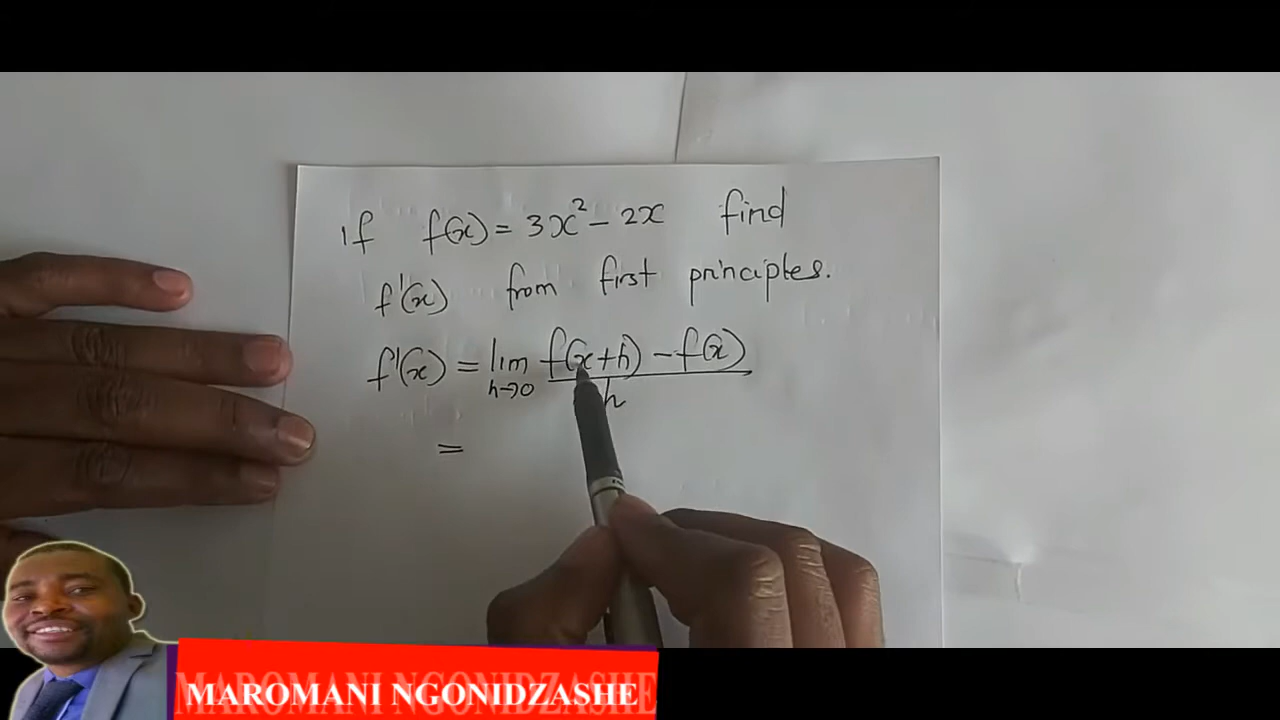 If f(x) = 3x² - 2x find
f'(x) from first principles.
f'(x) = lim f(x+h) - f(x)
h→0 h
=
MAROMANI NGONIDZASHE